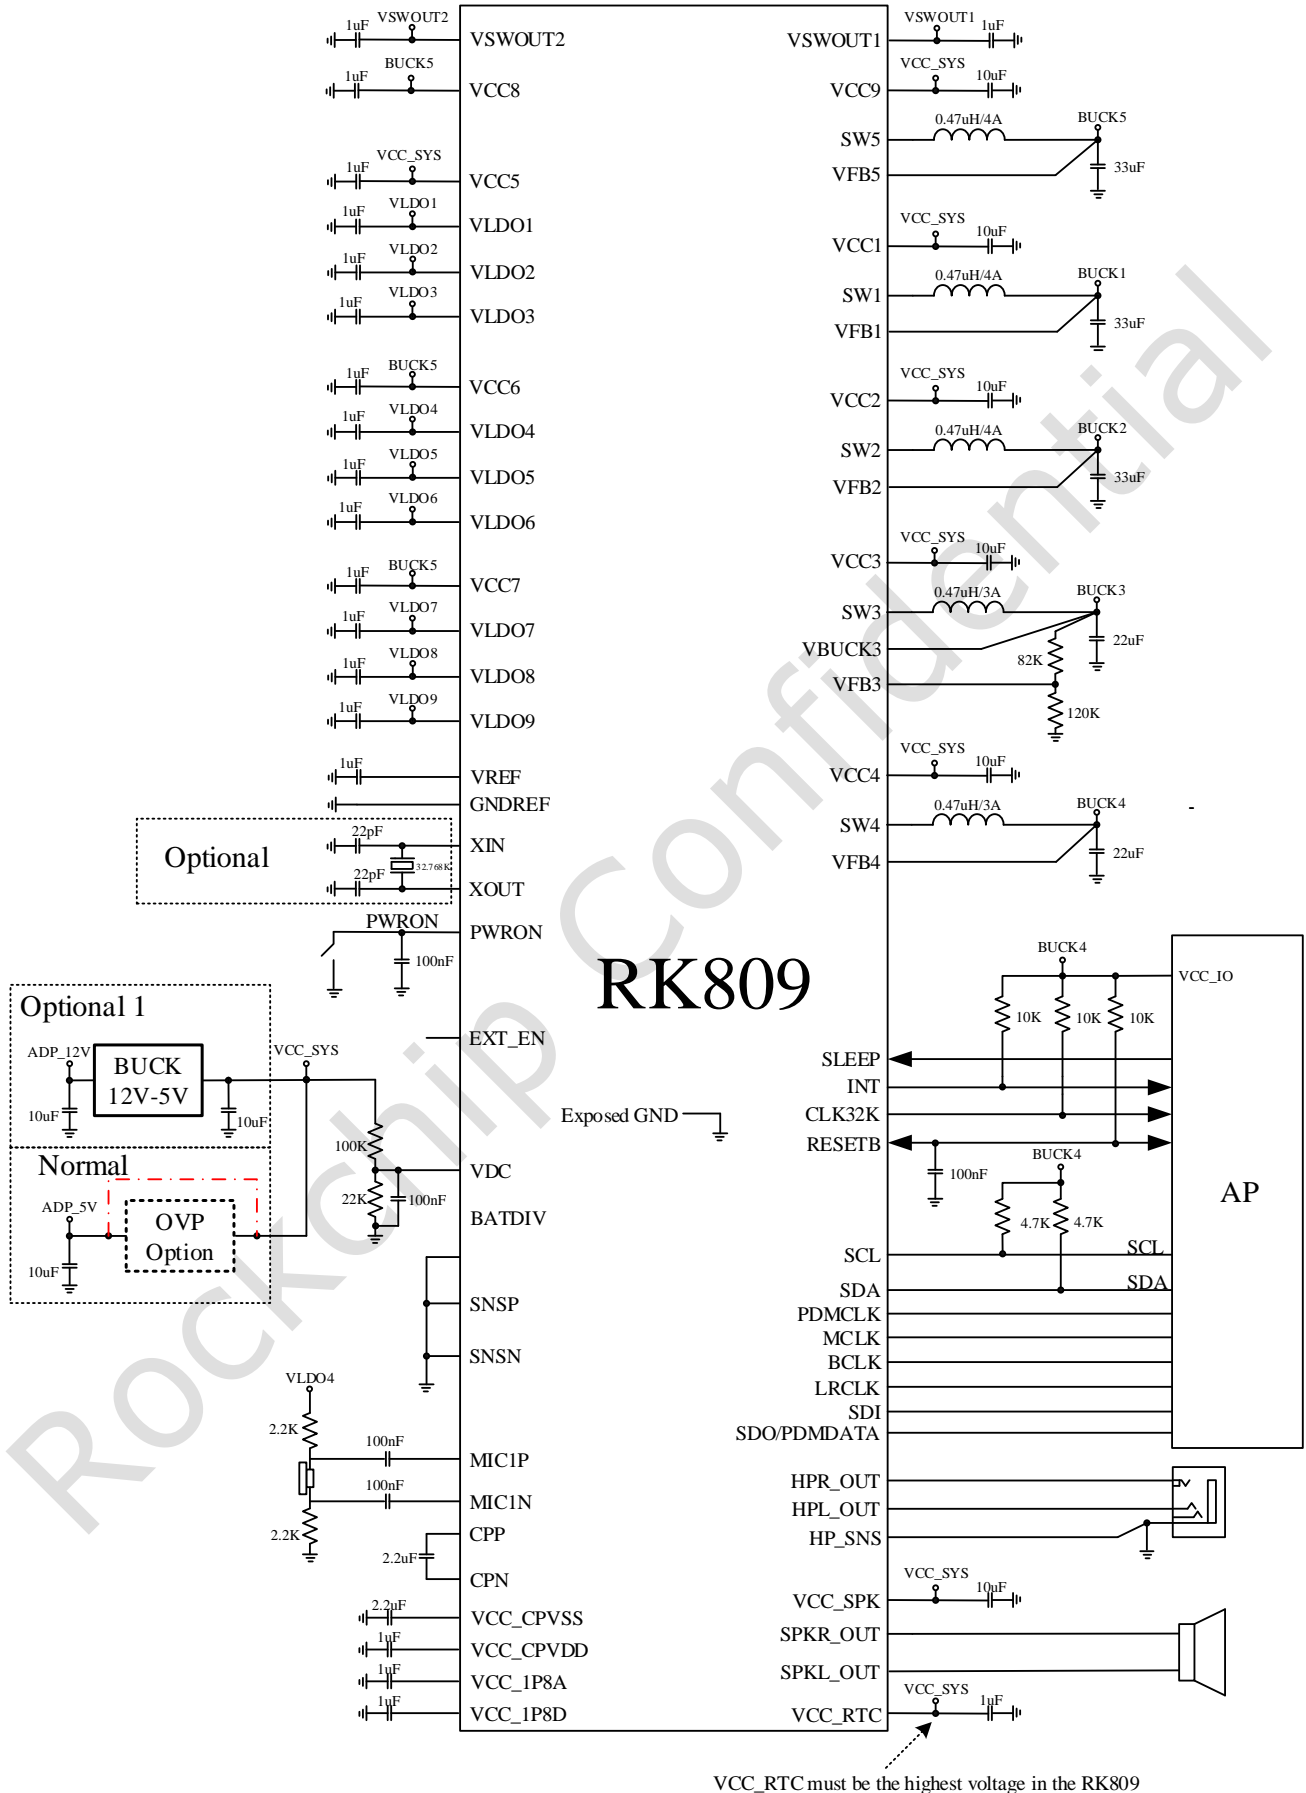 VSWOUT2
1uF
VSWOUT2
BUCK5
1uF
VCC8
VCC_SYS
1uF
VCC5
VLDO1
1uF
VLDO1
VLDO2
1uF
VLDO2
VLDO3
1uF
VLDO3
BUCK5
1uF
VCC6
VLDO4
1uF
VLDO4
VLDO5
1uF
VLDO5
VLDO6
1uF
VLDO6
BUCK5
1uF
VCC7
VLDO7
1uF
VLDO7
VLDO8
1uF
VLDO8
VLDO9
1uF
VLDO9
1uF
VREF
GNDREF
Optional
22pF
XIN
32.768K
22pF
XOUT
PWRON
PWRON
100nF
EXT_EN
Optional 1
ADP_12V
BUCK
12V-5V
VCC_SYS
10uF
10uF
100K
VDC
22K
100nF
BATDIV
Normal
ADP_5V
OVP
Option
10uF
SNSP
SNSN
VLDO4
2.2K
100nF
MIC1P
100nF
MIC1N
2.2K
CPP
2.2uF
CPN
2.2uF
VCC_CPVSS
1uF
VCC_CPVDD
1uF
VCC_1P8A
1uF
VCC_1P8D
RK809
Exposed GND
VSWOUT1
1uF
VSWOUT1
VCC_SYS
10uF
VCC9
0.47uH/4A
BUCK5
SW5
VFB5
33uF
VCC_SYS
10uF
VCC1
0.47uH/4A
BUCK1
SW1
VFB1
33uF
VCC_SYS
10uF
VCC2
0.47uH/4A
BUCK2
SW2
VFB2
33uF
VCC_SYS
10uF
VCC3
0.47uH/3A
BUCK3
SW3
VBUCK3
22uF
82K
VFB3
120K
VCC_SYS
10uF
VCC4
0.47uH/3A
BUCK4
-
SW4
VFB4
22uF
BUCK4
VCC_IO
10K
10K
10K
SLEEP
INT
CLK32K
RESETB
100nF
BUCK4
AP
4.7K
4.7K
SCL
SCL
SDA
SDA
PDMCLK
MCLK
BCLK
LRCLK
SDI
SDO/PDMDATA
HPR_OUT
HPL_OUT
HP_SNS
VCC_SYS
10uF
VCC_SPK
SPKR_OUT
SPKL_OUT
VCC_SYS
1uF
VCC_RTC
VCC_RTC must be the highest voltage in the RK809
Rockchip Confidential